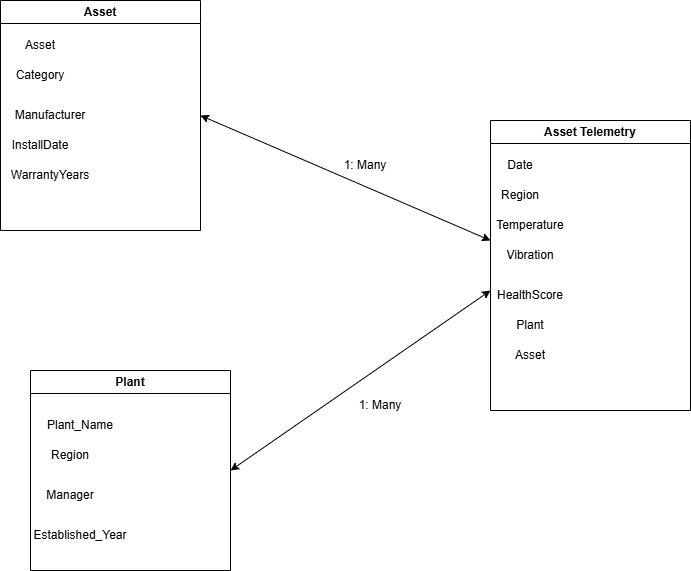 Asset
Asset
Category
Manufacturer
InstallDate
WarrantyYears
1: Many
Asset Telemetry
Date
Region
Temperature
Vibration
HealthScore
Plant
Asset
1: Many
Plant
Plant_Name
Region
Manager
Established_Year